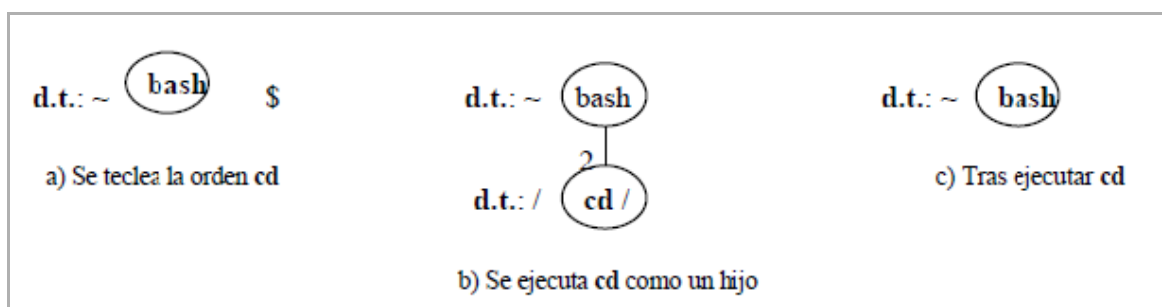 d.t.: ~ bash $
a) Se teclea la orden cd
d.t.: ~ bash
2
d.t.: / cd /
b) Se ejecuta cd como un hijo
d.t.: ~ bash
c) Tras ejecutar cd